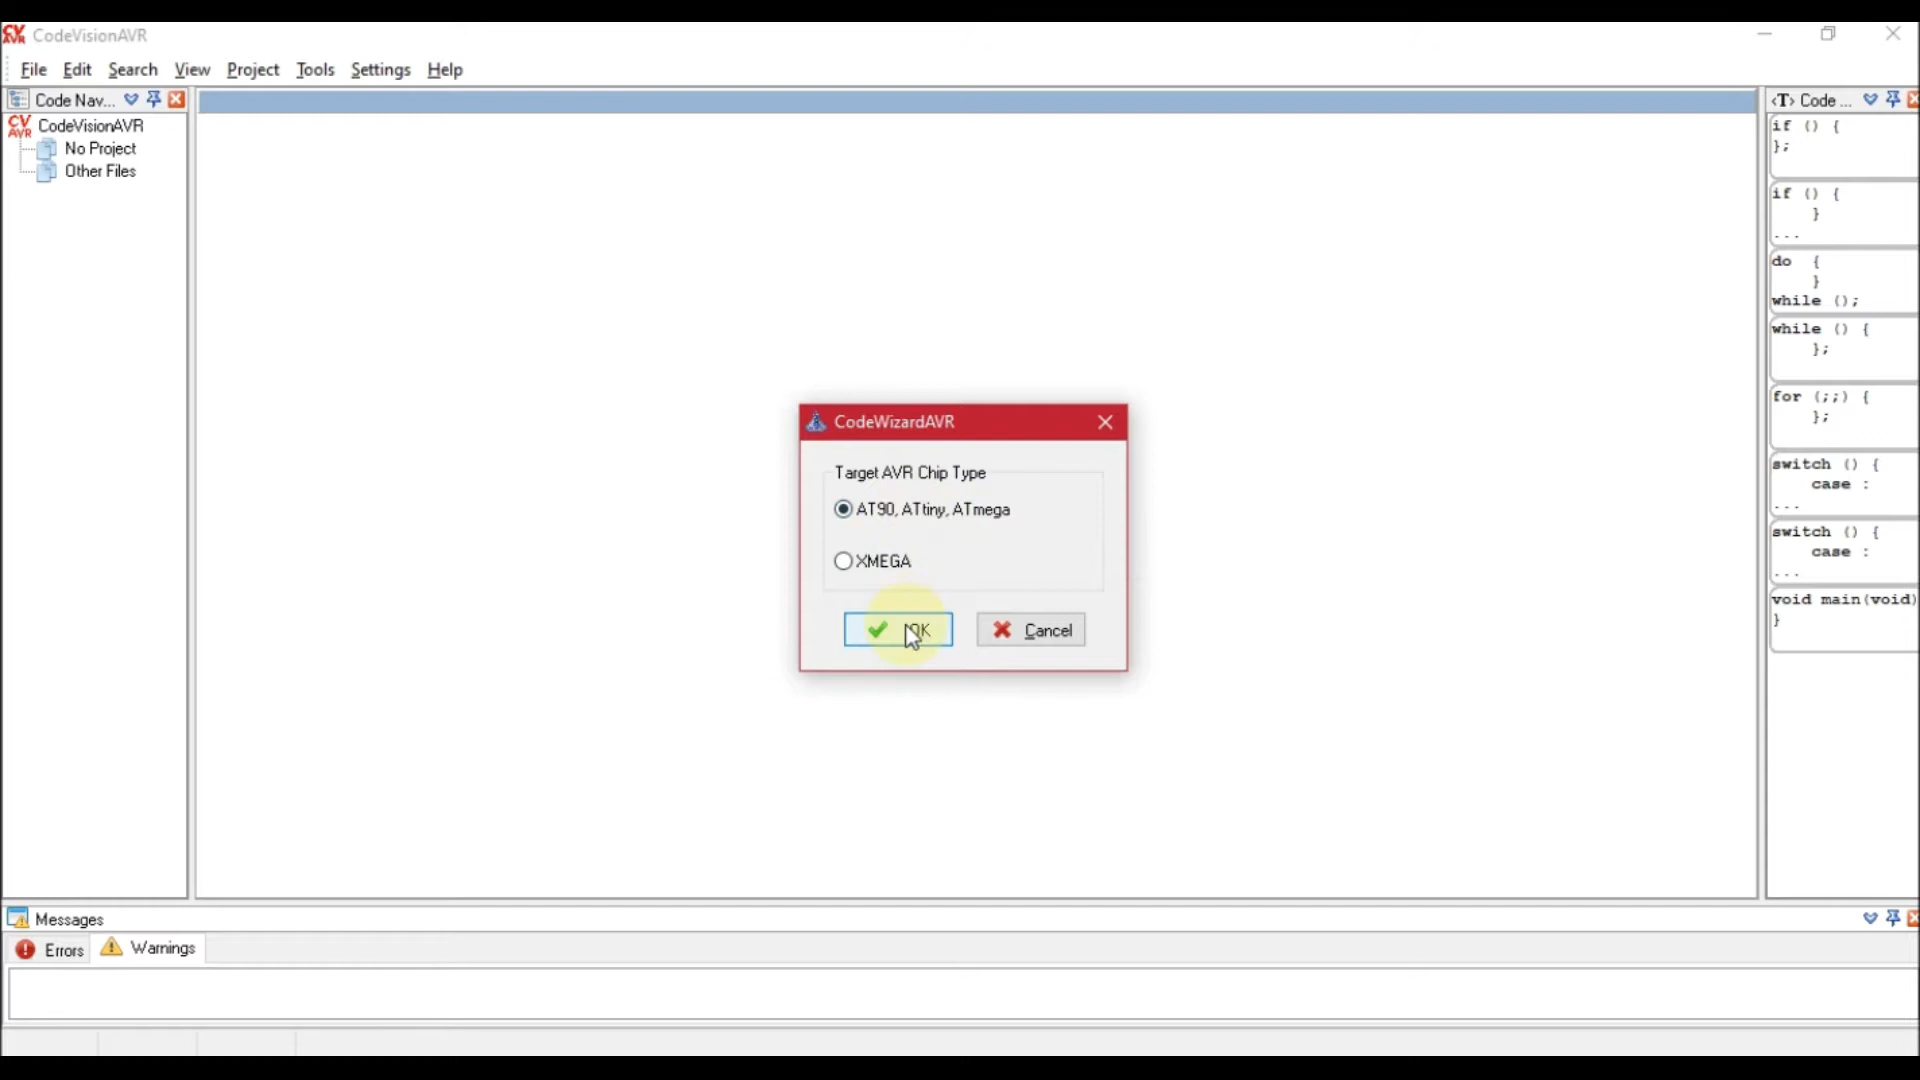 CodeVisionAVR
File Edit Search View Project Tools Settings Help
Code Nav...
CV
AVR
CodeVisionAVR
No Project
Other Files
CodeWizardAVR
Target AVR Chip Type
AT90, ATtiny, ATmega
XMEGA
OK
Cancel
<T> Code ...
if () {
};
if () {
}
...
do {
}
while ();
while () {
};
for (;;) {
};
switch () {
case :
...
switch () {
case :
...
void main(void)
}
Messages
Errors
Warnings